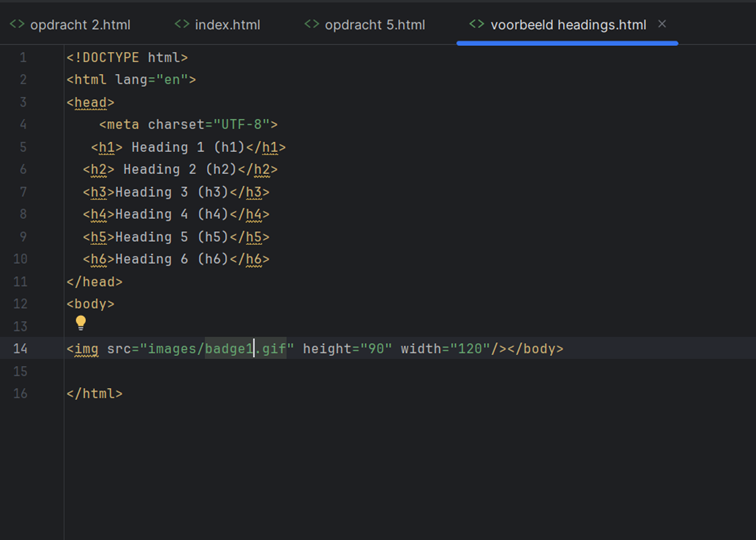 opdracht 2.html index.html opdracht 5.html voorbeeld headings.html
1 <!DOCTYPE html>
2 <html lang="en">
3 <head>
4     <meta charset="UTF-8">
5    <h1> Heading 1 (h1)</h1>
6   <h2> Heading 2 (h2)</h2>
7   <h3>Heading 3 (h3)</h3>
8   <h4>Heading 4 (h4)</h4>
9   <h5>Heading 5 (h5)</h5>
10   <h6>Heading 6 (h6)</h6>
11 </head>
12 <body>
13
14 <img src="images/badge1.gif" height="90" width="120"/></body>
15
16 </html>